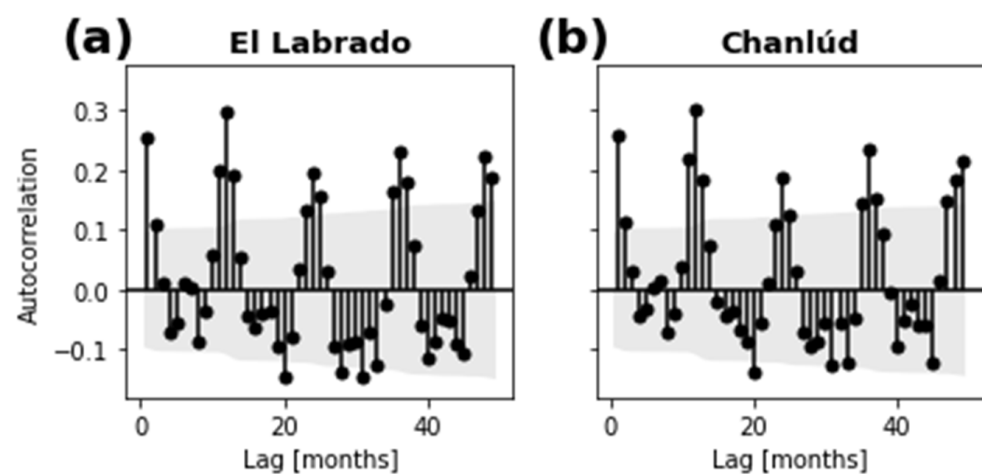 (a) El Labrado
(b) Chanlúd
Autocorrelation
0.3
0.2
0.1
0.0
−0.1
0 20 40
0 20 40
Lag [months]
Lag [months]